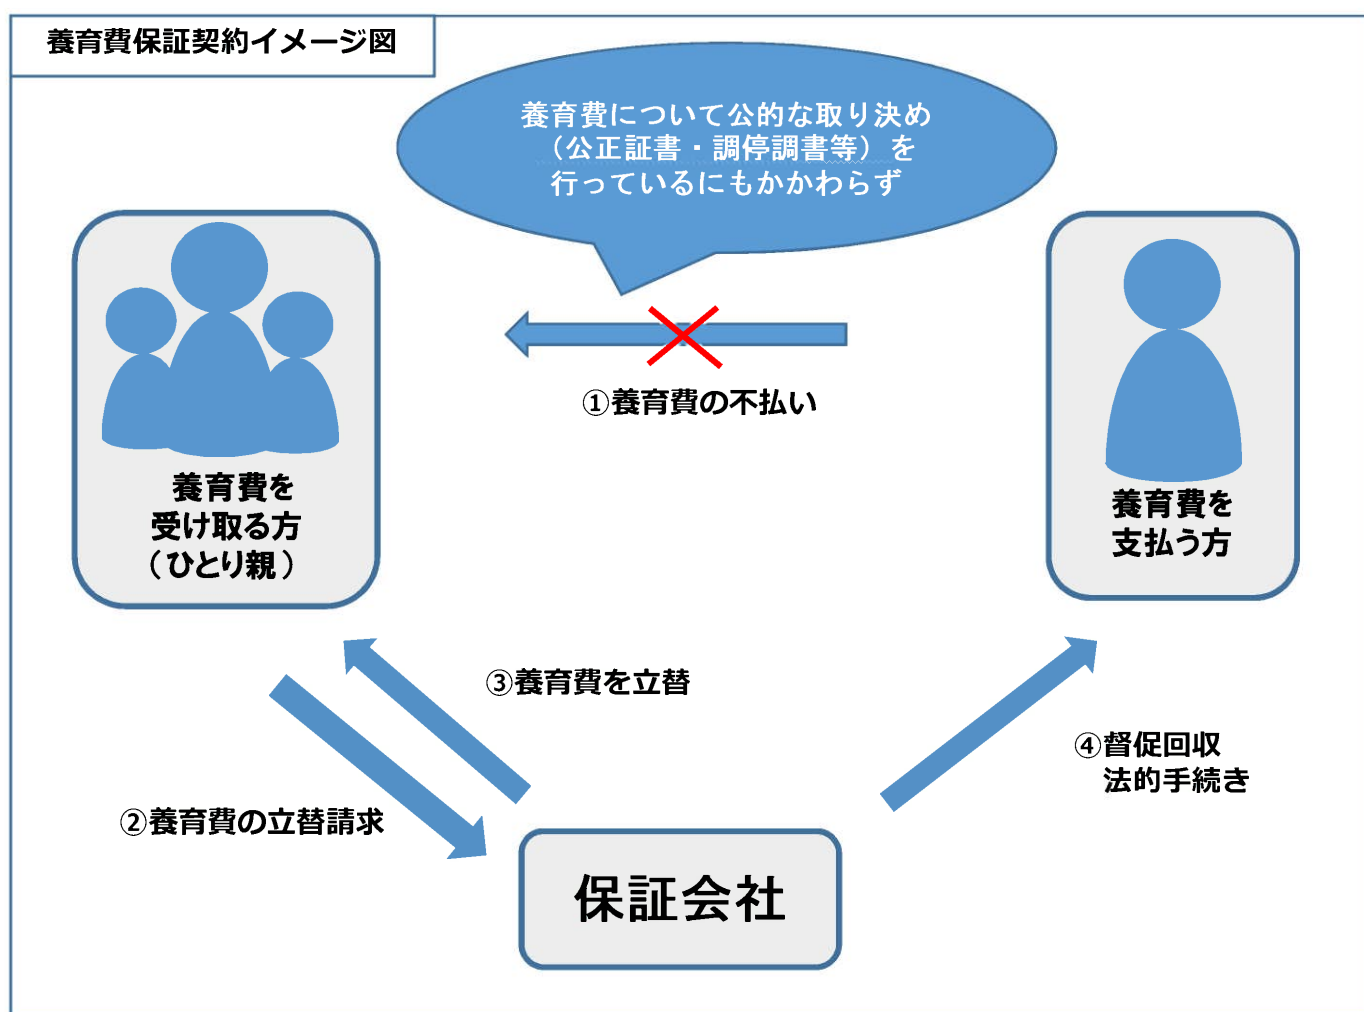 養育費保証契約イメージ図
養育費について公的な取り決め
（公正証書・調停調書等）を
行っているにもかかわらず
①養育費の不払い
養育費を
受け取る方
（ひとり親）
養育費を
支払う方
③養育費を立替
②養育費の立替請求
④督促回収
法的手続き
保証会社